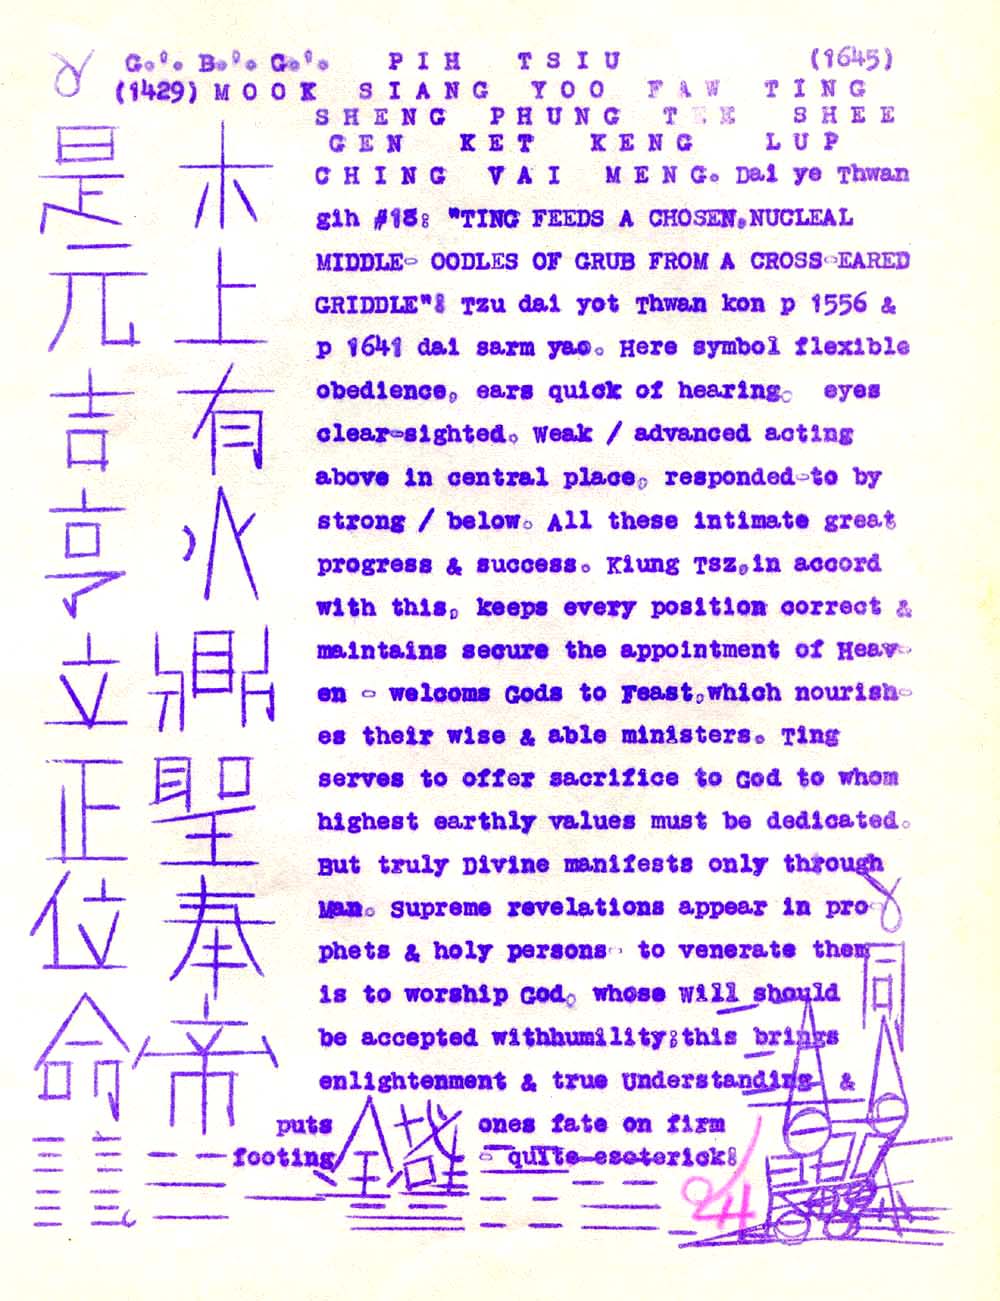 G.°. B.°. G.°. PIH TSIU (1645)
(1429) MOOK SIANG YOO FAW TING
SHENG PHUNG TEK SHEE
GEN KET KENG LUP
CHING VAI MENG. Dai ye Thwan
gih #18: "TING FEEDS A CHOSEN, NUCLEAL
MIDDLE- OODLES OF GRUB FROM A CROSS-EARED
GRIDDLE"! Tzu dai yot Thwan kon p 1556 &
p 1641 dai sarm yao. Here symbol flexible
obedience, ears quick of hearing. eyes
clear-sighted. Weak / advanced acting
above in central place, responded-to by
strong / below. All these intimate great
progress & success. Kiung Tsz, in accord
with this, keeps every position correct &
maintains secure the appointment of Heav-
en - welcoms Gods to Feast, which nourish-
es their wise & able ministers. Ting
serves to offer sacrifice to God to whom
highest earthly values must be dedicated.
But truly Divine manifests only through
Man. Supreme revelations appear in pro-
phets & holy persons - to venerate them
is to worship God, whose Will should
be accepted withhumility; this brings
enlightenment & true Understanding &
puts ones fate on firm
footing - quite esoterick!
木上有火鼎聖奉帝
是元吉亨立正位命
24